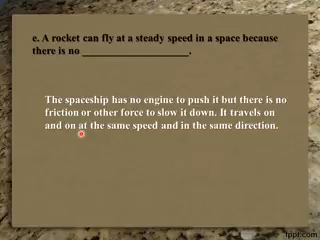 e. A rocket can fly at a steady speed in a space because
there is no ____________________.
The spaceship has no engine to push it but there is no
friction or other force to slow it down. It travels on
and on at the same speed and in the same direction.
fppt.com